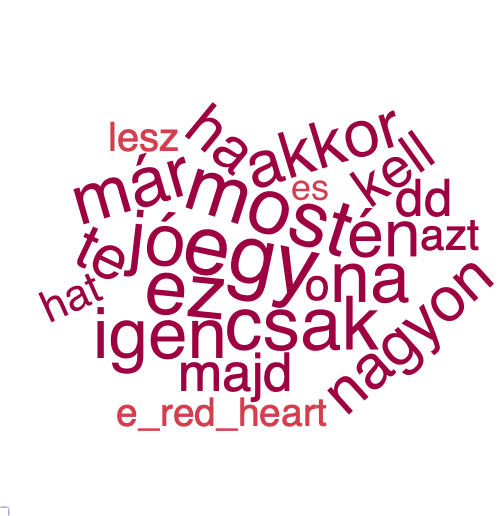 lesz
ha
akkor
már
most
es
kell
dd
te
jó
egy
én
azt
hat
ez
o
na
igen
csak
nagyon
majd
e_red_heart